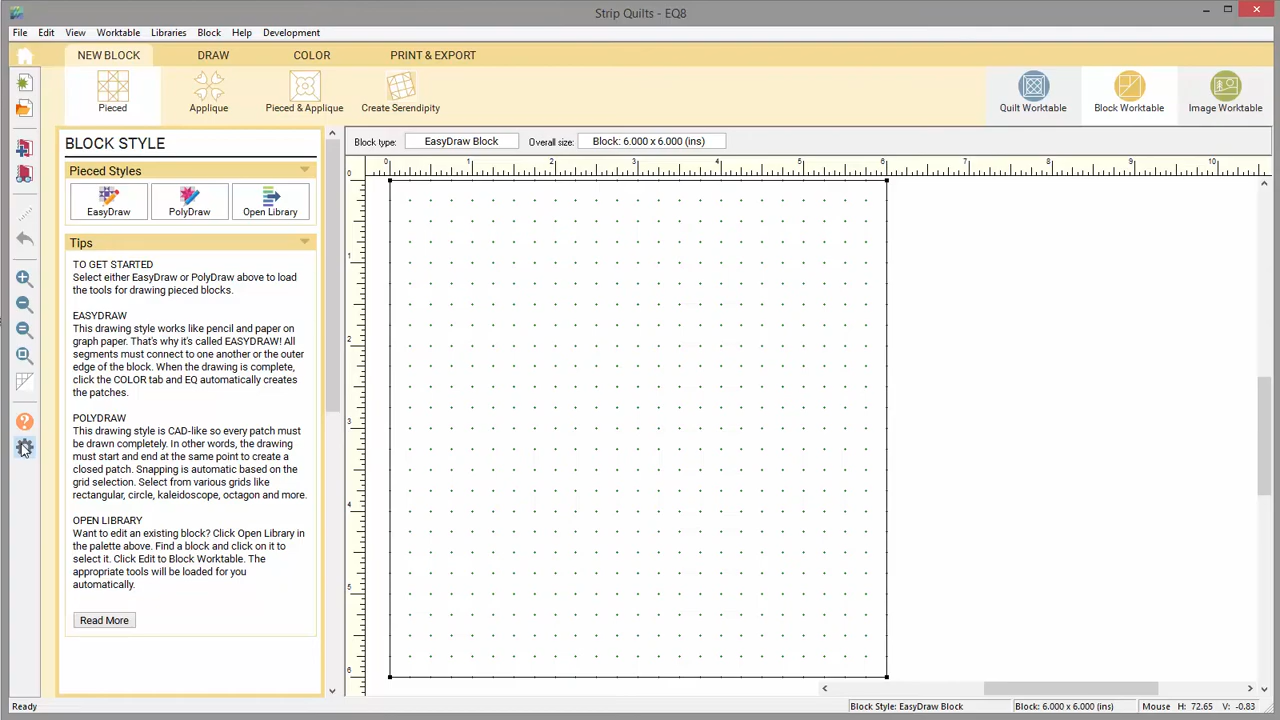 Strip Quilts - EQ8
File Edit View Worktable Libraries Block Help Development
NEW BLOCK DRAW COLOR PRINT & EXPORT
Pieced Applique Pieced & Applique Create Serendipity Quilt Worktable Block Worktable Image Worktable
BLOCK STYLE
Block type: EasyDraw Block Overall size: Block: 6.000 x 6.000 (ins)
0 1 2 3 4 5 6 7 8 9 10
0
1
2
3
4
5
6
Pieced Styles
EasyDraw PolyDraw Open Library
Tips
TO GET STARTED
Select either EasyDraw or PolyDraw above to load
the tools for drawing pieced blocks.
EASYDRAW
This drawing style works like pencil and paper on
graph paper. That's why it's called EASYDRAW! All
segments must connect to one another or the outer
edge of the block. When the drawing is complete,
click the COLOR tab and EQ automatically creates
the patches.
POLYDRAW
This drawing style is CAD-like so every patch must
be drawn completely. In other words, the drawing
must start and end at the same point to create a
closed patch. Snapping is automatic based on the
grid selection. Select from various grids like
rectangular, circle, kaleidoscope, octagon and more.
OPEN LIBRARY
Want to edit an existing block? Click Open Library in
the palette above. Find a block and click on it to
select it. Click Edit to Block Worktable. The
appropriate tools will be loaded for you
automatically.
Read More
Ready Block Style: EasyDraw Block Block: 6.000 x 6.000 (ins) Mouse H: 72.65 V: -0.83